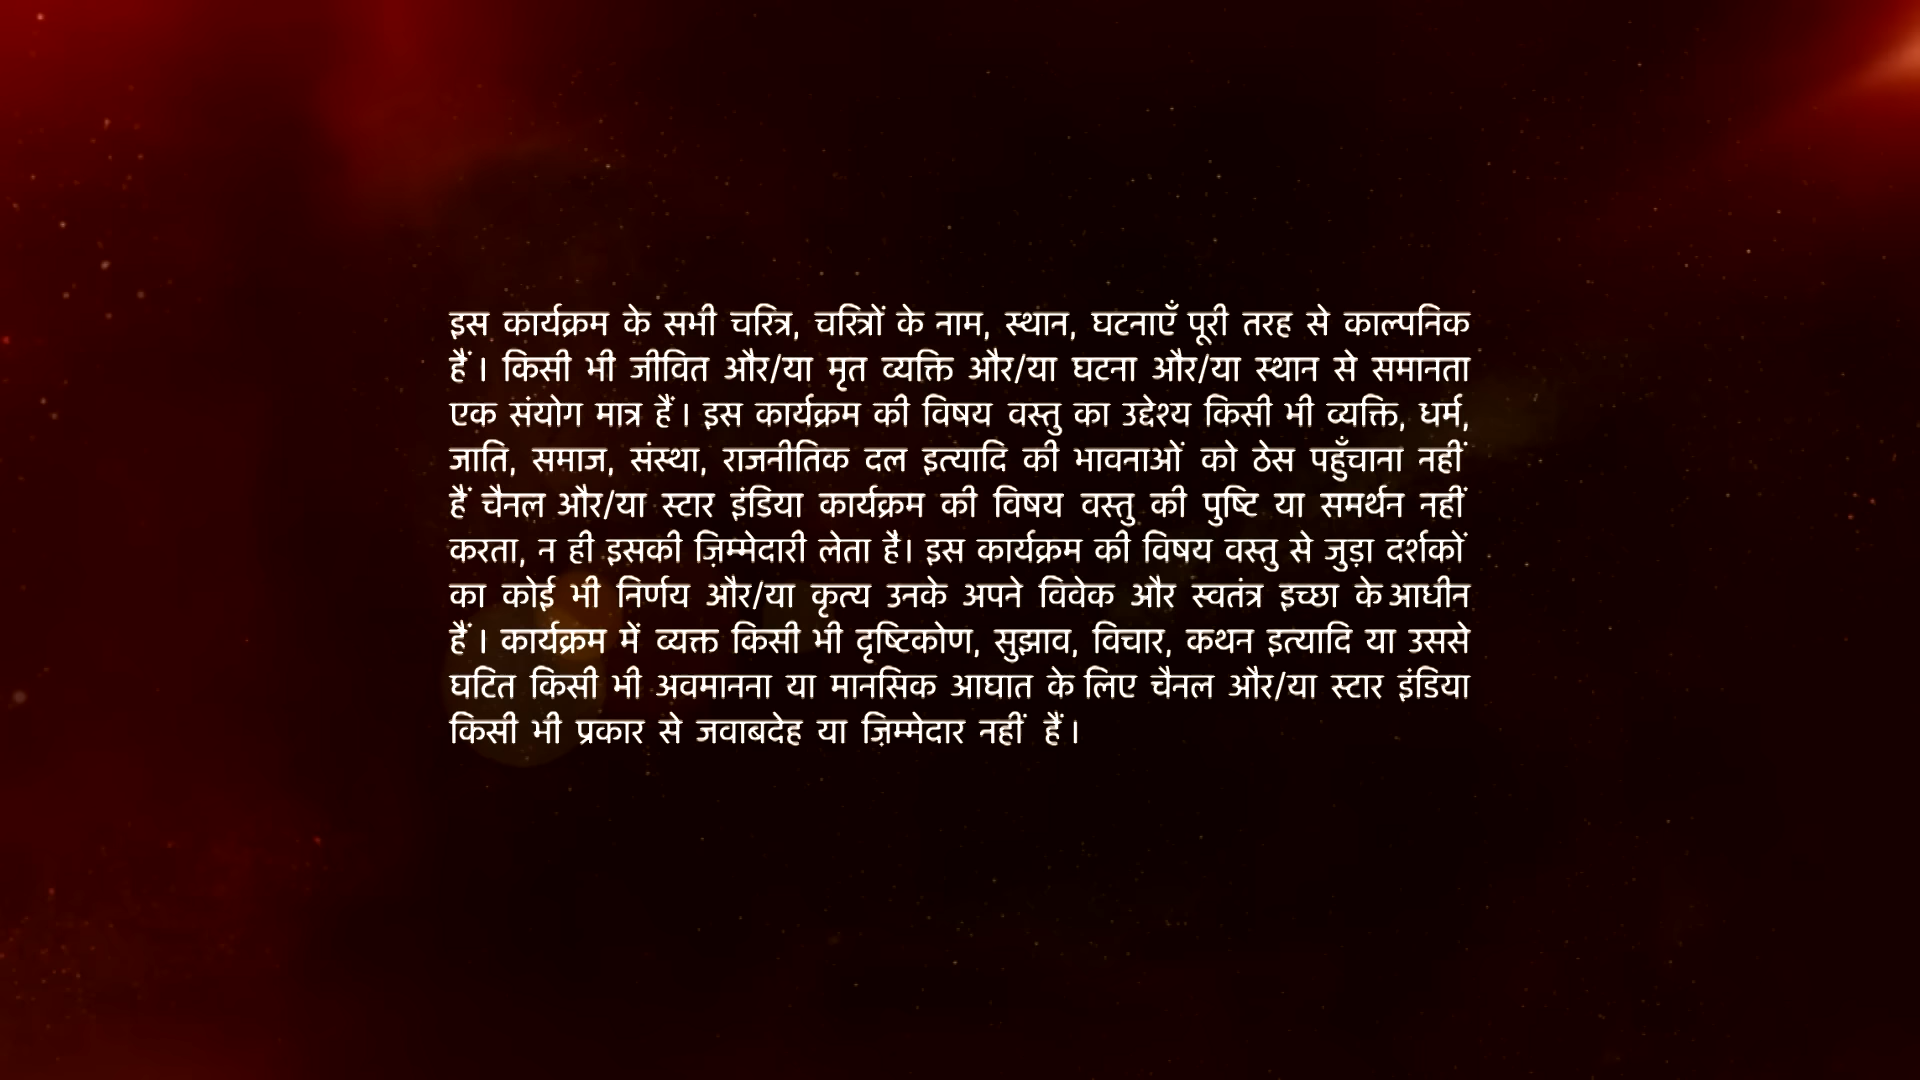 इस कार्यक्रम के सभी चरित्र, चरित्रों के नाम, स्थान, घटनाएँ पूरी तरह से काल्पनिक
हैं । किसी भी जीवित और/या मृत व्यक्ति और/या घटना और/या स्थान से समानता
एक संयोग मात्र हैं । इस कार्यक्रम की विषय वस्तु का उद्देश्य किसी भी व्यक्ति, धर्म,
जाति, समाज, संस्था, राजनीतिक दल इत्यादि की भावनाओं को ठेस पहुँचाना नहीं
हैं चैनल और/या स्टार इंडिया कार्यक्रम की विषय वस्तु की पुष्टि या समर्थन नहीं
करता, न ही इसकी ज़िम्मेदारी लेता है। इस कार्यक्रम की विषय वस्तु से जुड़ा दर्शकों
का कोई भी निर्णय और/या कृत्य उनके अपने विवेक और स्वतंत्र इच्छा के आधीन
हैं । कार्यक्रम में व्यक्त किसी भी दृष्टिकोण, सुझाव, विचार, कथन इत्यादि या उससे
घटित किसी भी अवमानना या मानसिक आघात के लिए चैनल और/या स्टार इंडिया
किसी भी प्रकार से जवाबदेह या ज़िम्मेदार नहीं हैं ।